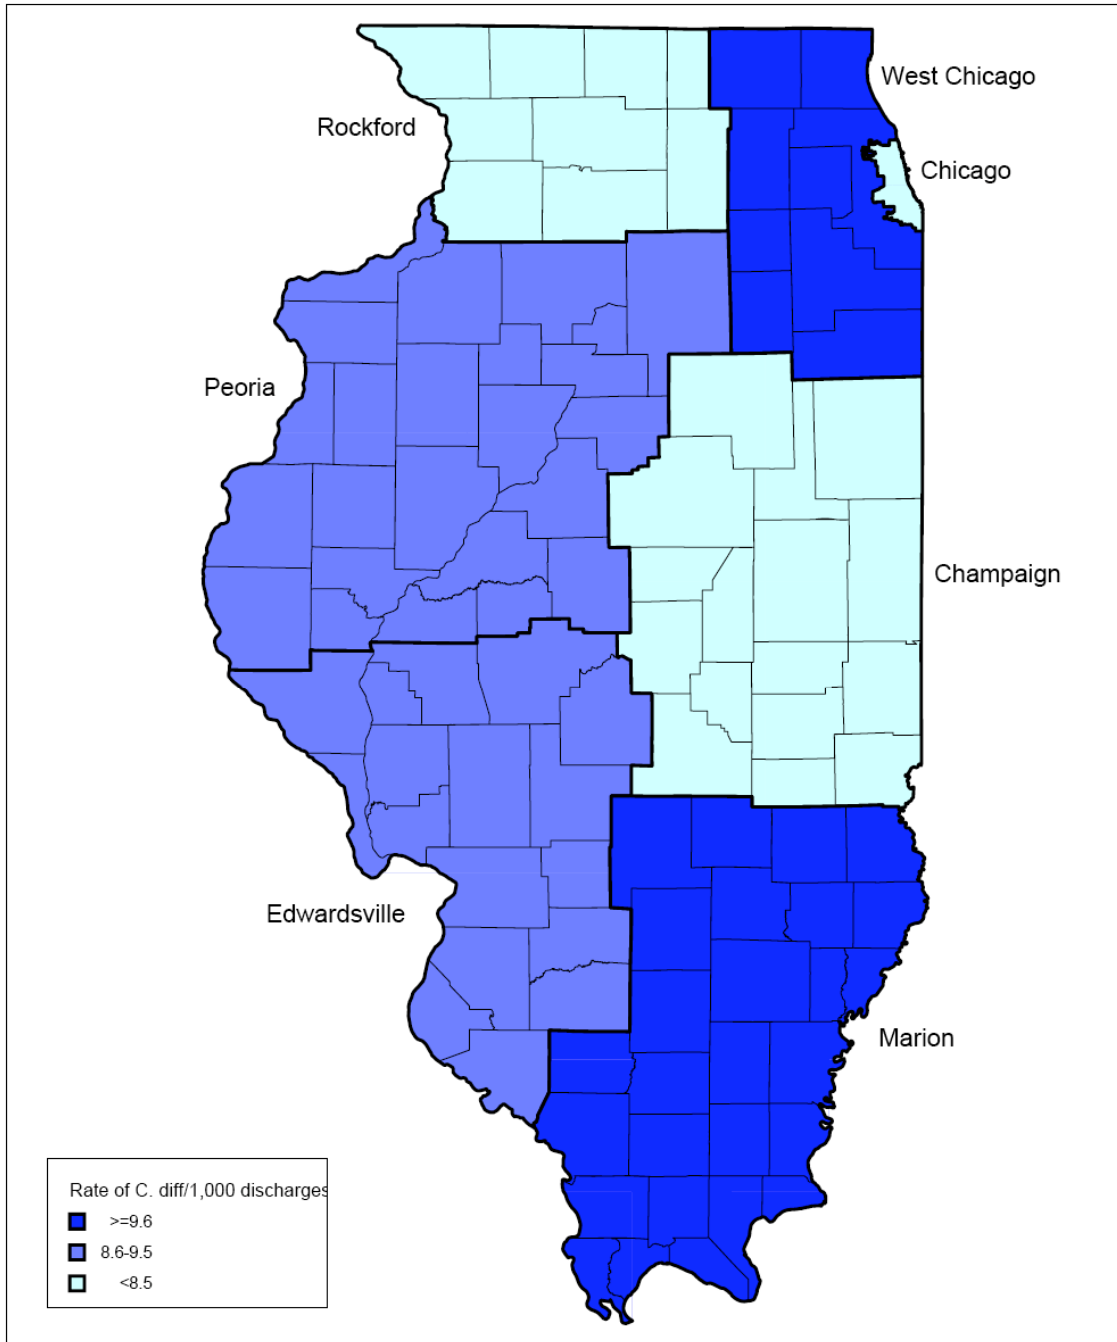 West Chicago
Rockford
Chicago
Peoria
Champaign
Edwardsville
Marion
Rate of C. diff/1,000 discharges
>=9.6
8.6-9.5
<8.5